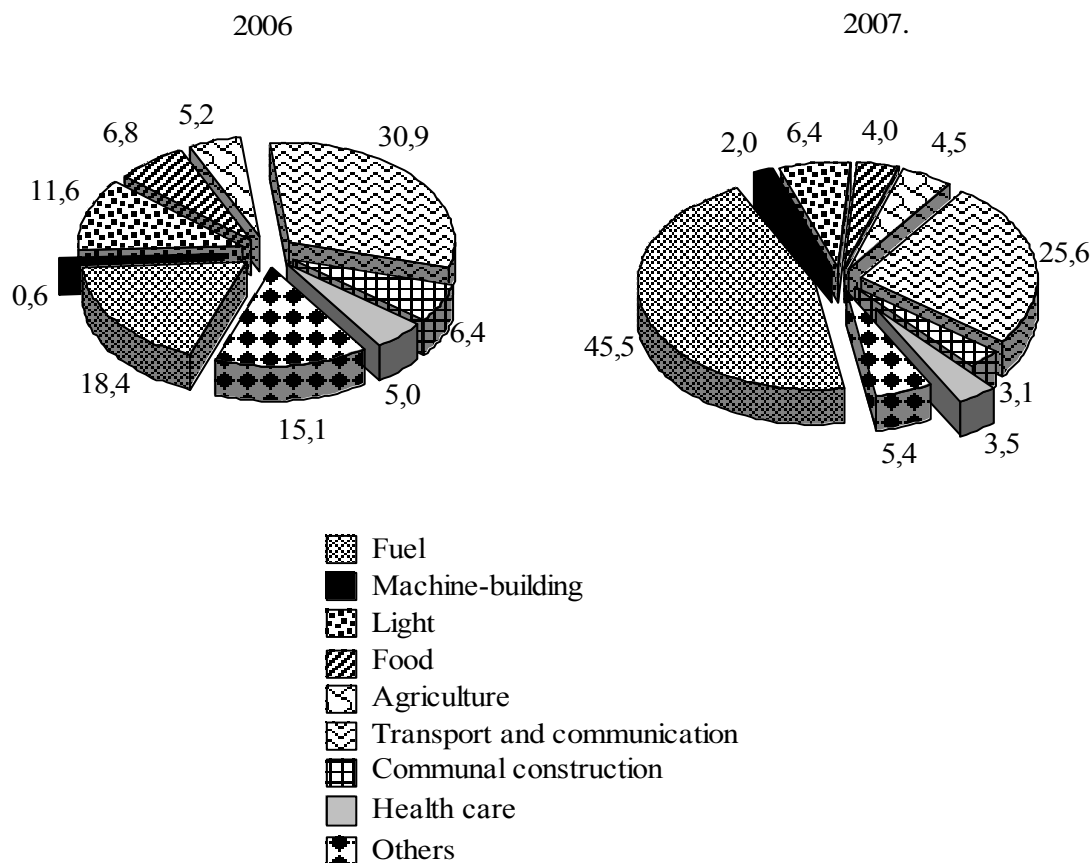 2006
2007.
5,2
6,8
30,9
11,6
0,6
6,4
18,4
5,0
15,1
2,0
6,4
4,0
4,5
25,6
45,5
3,1
3,5
5,4
Fuel
Machine-building
Light
Food
Agriculture
Transport and communication
Communal construction
Health care
Others